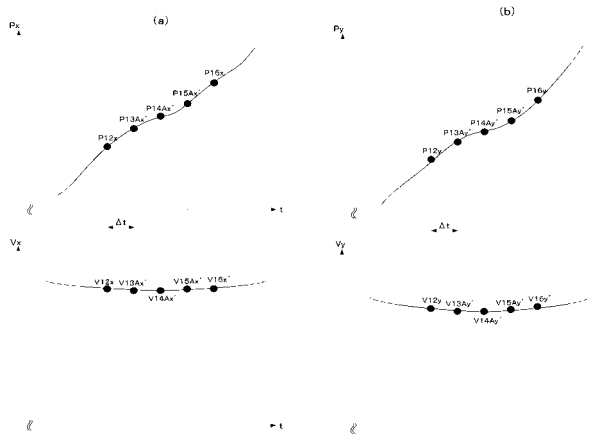 (a)
Px
P12x
P13Ax′
P14Ax′
P15Ax′
P16x
t
Δt
Vx
V12x
V13Ax′
V14Ax′
V15Ax′
V16x′
t
(b)
Py
P12y
P13Ay′
P14Ay′
P15Ay′
P16y
Δt
Vy
V12y
V13Ay′
V14Ay′
V15Ay′
V16y′